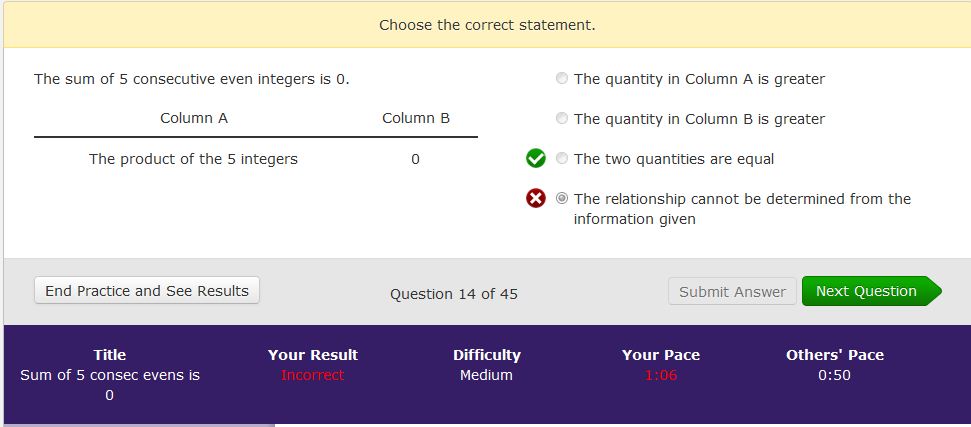 Choose the correct statement.
The sum of 5 consecutive even integers is 0.
Column A Column B
The product of the 5 integers 0
The quantity in Column A is greater
The quantity in Column B is greater
The two quantities are equal
The relationship cannot be determined from the
information given
End Practice and See Results
Question 14 of 45
Submit Answer
Next Question
Title Your Result Difficulty Your Pace Others' Pace
Sum of 5 consec evens is Incorrect Medium 1:06 0:50
0